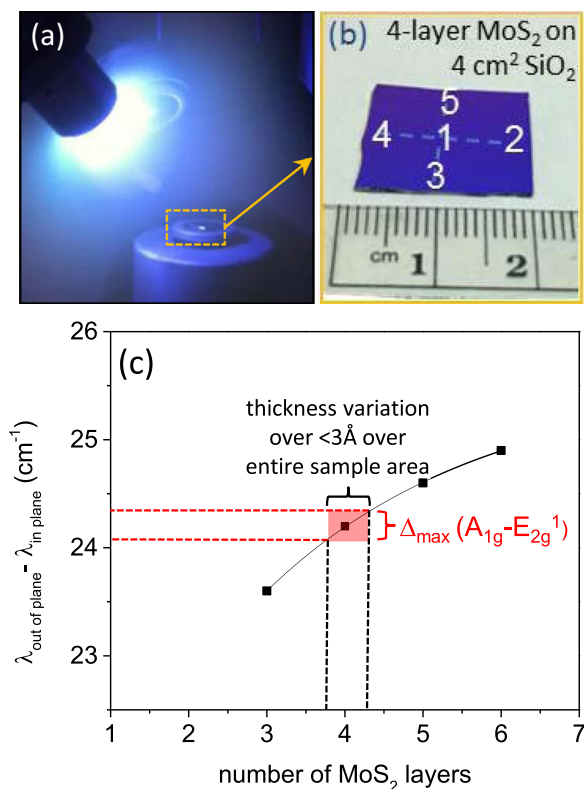 (a)
(b)
4-layer MoS₂ on
4 cm² SiO₂
5
4 1 2
3
cm 1 2
(c)
26
25
24
23
thickness variation
over <3Å over
entire sample area
Δmax (A1g-E2g¹)
λout of plane- λin plane (cm⁻¹)
1 2 3 4 5 6 7
number of MoS₂ layers